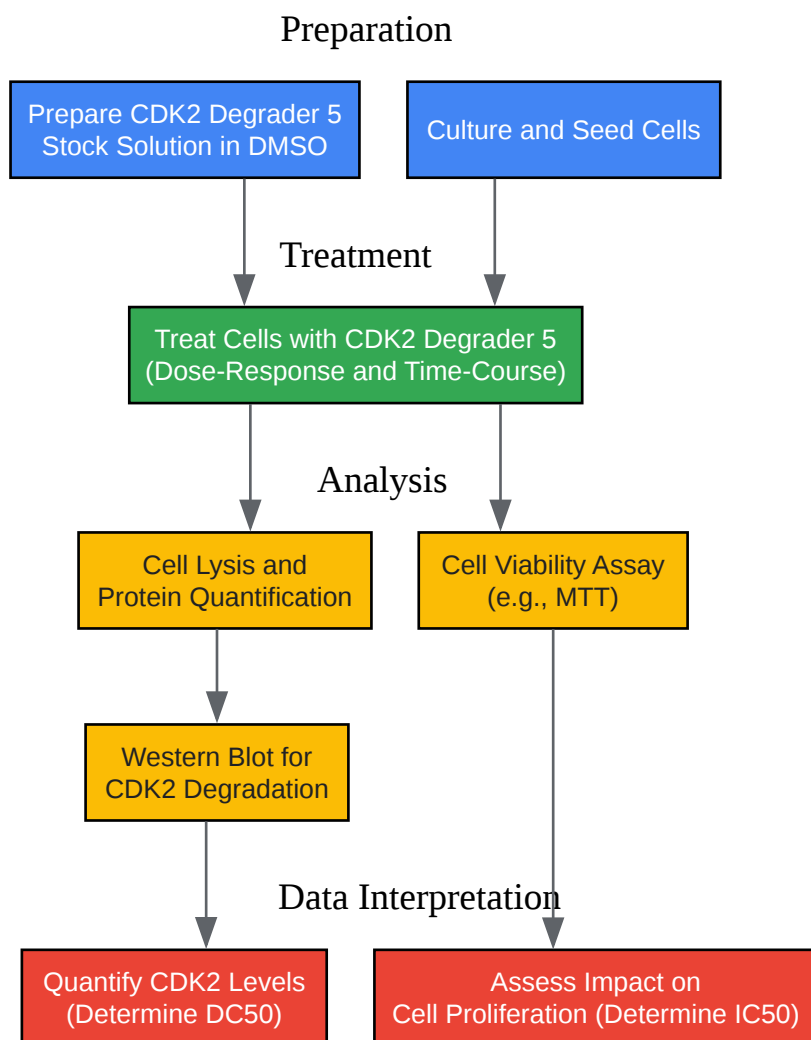 Preparation
Prepare CDK2 Degrader 5
Stock Solution in DMSO
Culture and Seed Cells
Treatment
Treat Cells with CDK2 Degrader 5
(Dose-Response and Time-Course)
Analysis
Cell Lysis and
Protein Quantification
Cell Viability Assay
(e.g., MTT)
Western Blot for
CDK2 Degradation
Data Interpretation
Quantify CDK2 Levels
(Determine DC50)
Assess Impact on
Cell Proliferation (Determine IC50)